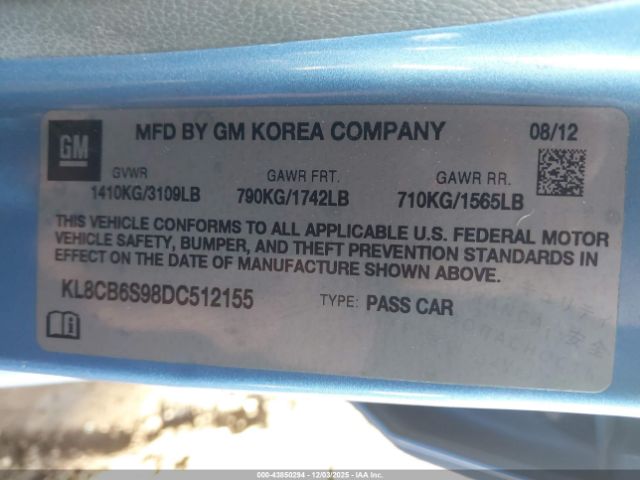 GM
MFD BY GM KOREA COMPANY 08/12
GVWR GAWR FRT. GAWR RR.
1410KG/3109LB 790KG/1742LB 710KG/1565LB
THIS VEHICLE CONFORMS TO ALL APPLICABLE U.S. FEDERAL MOTOR
VEHICLE SAFETY, BUMPER, AND THEFT PREVENTION STANDARDS IN
EFFECT ON THE DATE OF MANUFACTURE SHOWN ABOVE.
KL8CB6S98DC512155 TYPE: PASS CAR
000-43850294 - 12/03/2025 - IAAI, Inc.